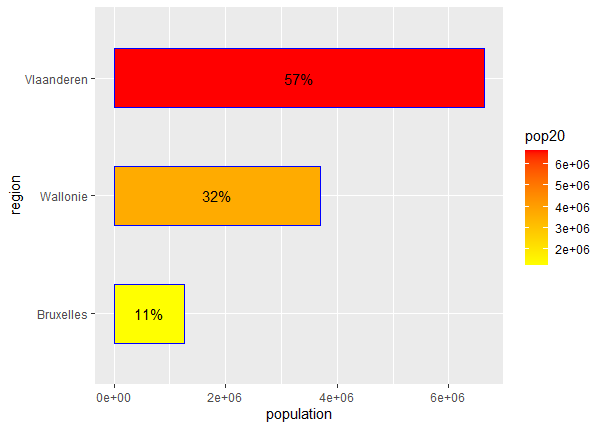 Vlaanderen
57%
Wallonie
32%
Bruxelles
11%
0e+00 2e+06 4e+06 6e+06
population
region
pop20
6e+06
5e+06
4e+06
3e+06
2e+06